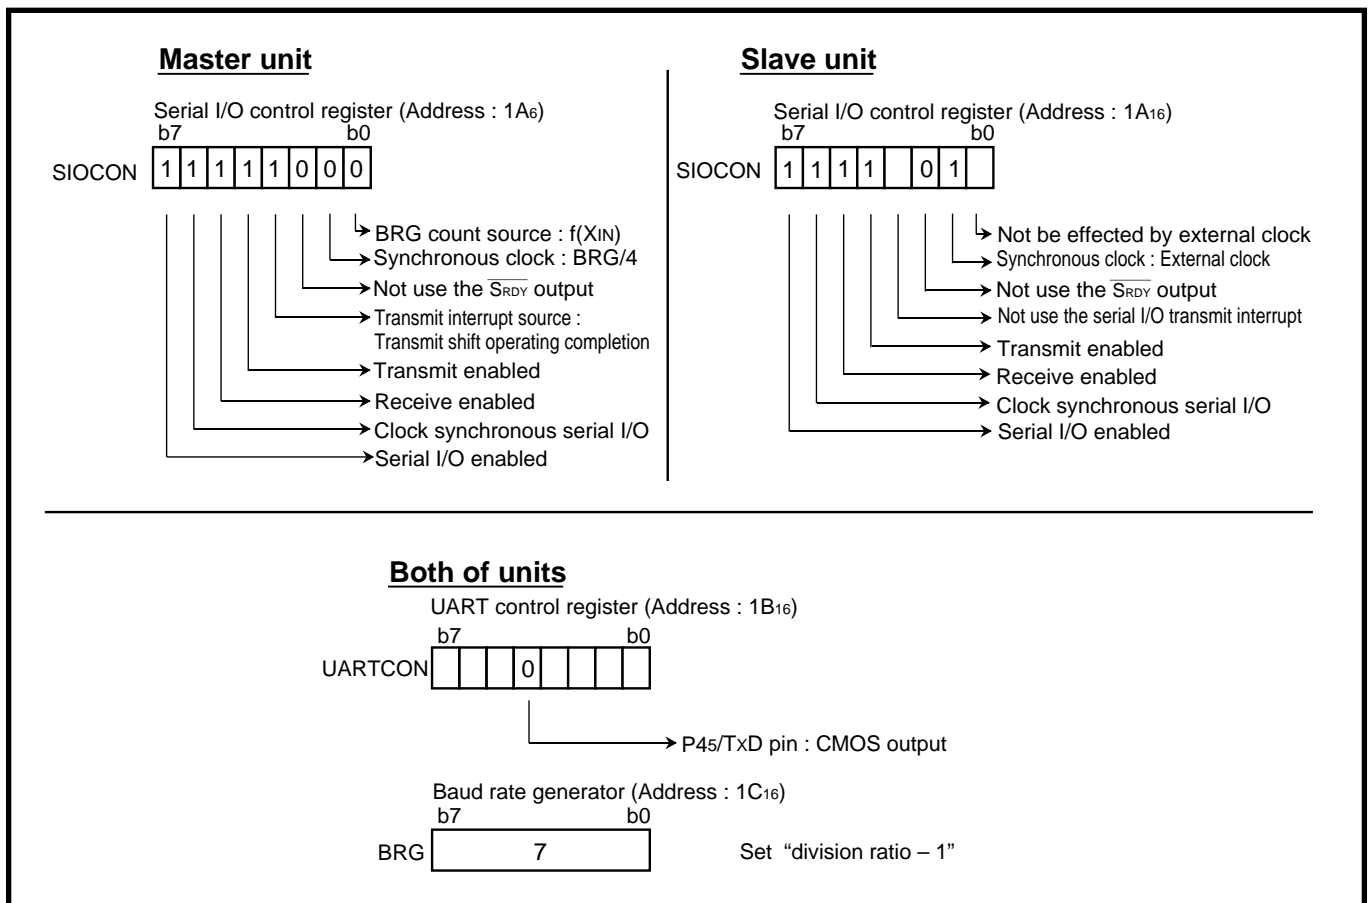 Master unit
Serial I/O control register (Address : 1A6)
b7 b0
SIOCON 1 1 1 1 1 0 0 0
BRG count source : f(XIN)
Synchronous clock : BRG/4
Not use the SRDY output
Transmit interrupt source :
Transmit shift operating completion
Transmit enabled
Receive enabled
Clock synchronous serial I/O
Serial I/O enabled
Slave unit
Serial I/O control register (Address : 1A16)
b7 b0
SIOCON 1 1 1 1 0 1
Not be effected by external clock
Synchronous clock : External clock
Not use the SRDY output
Not use the serial I/O transmit interrupt
Transmit enabled
Receive enabled
Clock synchronous serial I/O
Serial I/O enabled
Both of units
UART control register (Address : 1B16)
b7 b0
UARTCON 0
P45/TXD pin : CMOS output
Baud rate generator (Address : 1C16)
b7 b0
BRG 7 Set “division ratio – 1”